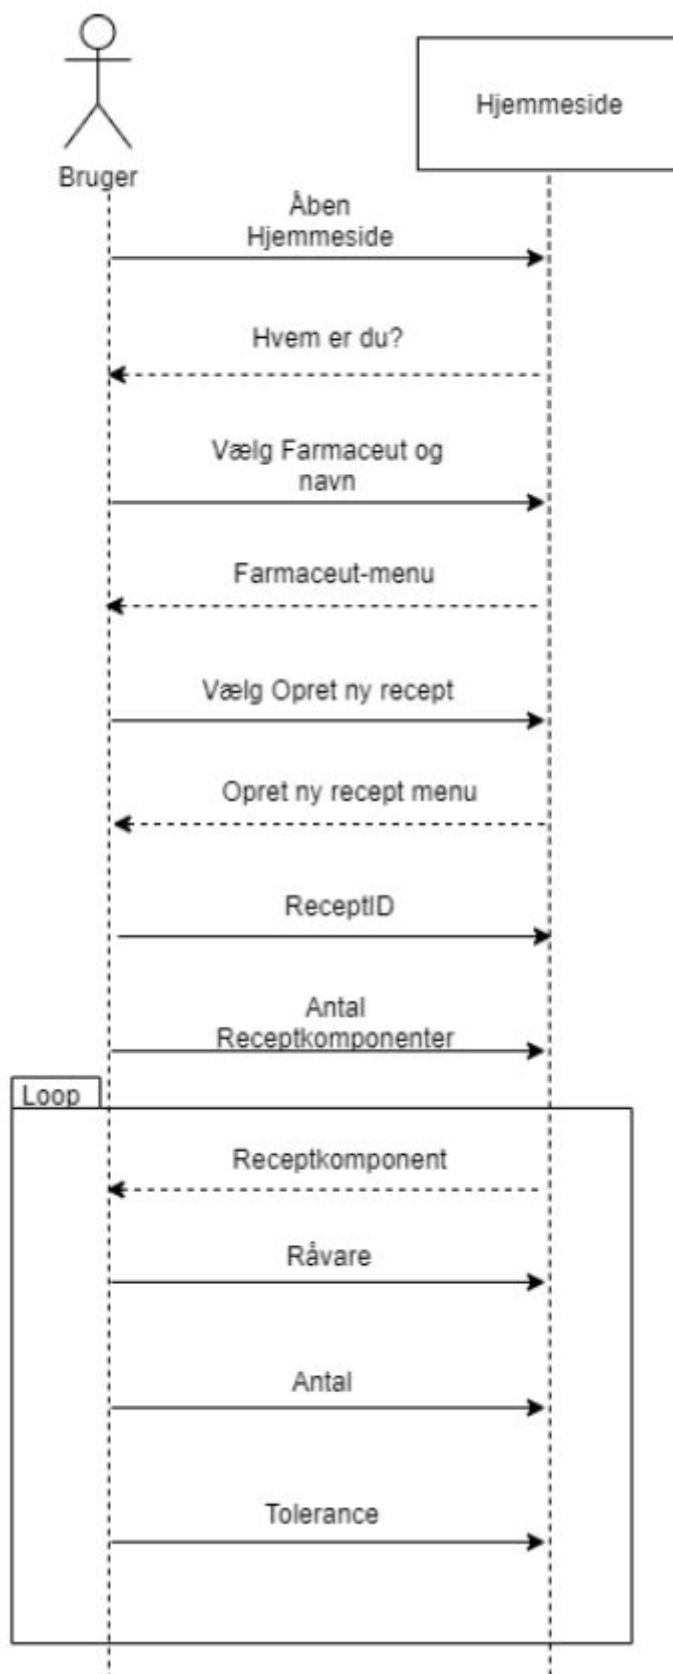 Hjemmeside
Bruger
Åben
Hjemmeside
Hvem er du?
Vælg Farmaceut og
navn
Farmaceut-menu
Vælg Opret ny recept
Opret ny recept menu
ReceptID
Antal
Receptkomponenter
Loop
Receptkomponent
Råvare
Antal
Tolerance